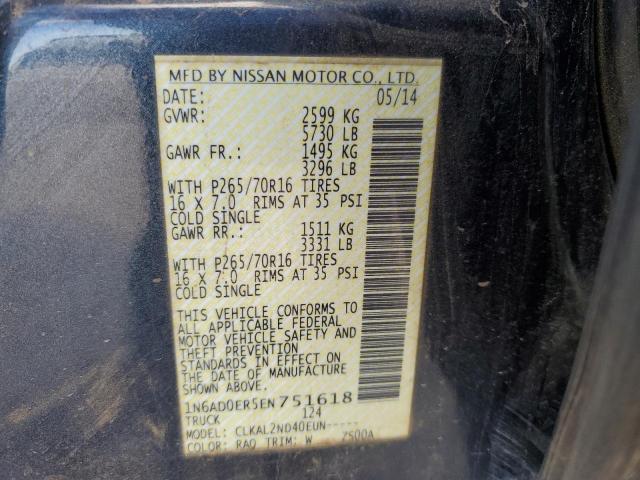 MFD BY NISSAN MOTOR CO., LTD.
DATE: 05/14
GVWR: 2599 KG
5730 LB
GAWR FR.: 1495 KG
3296 LB
WITH P265/70R16 TIRES
16 X 7.0 RIMS AT 35 PSI
COLD SINGLE
GAWR RR.: 1511 KG
3331 LB
WITH P265/70R16 TIRES
16 X 7.0 RIMS AT 35 PSI
COLD SINGLE
THIS VEHICLE CONFORMS TO
ALL APPLICABLE FEDERAL
MOTOR VEHICLE SAFETY AND
THEFT PREVENTION
STANDARDS IN EFFECT ON
THE DATE OF MANUFACTURE
SHOWN ABOVE.
1N6AD0ER5EN751618
TRUCK 124
MODEL: CLKAL2ND40EUN-----
COLOR: RAQ TRIM: W 7S00A